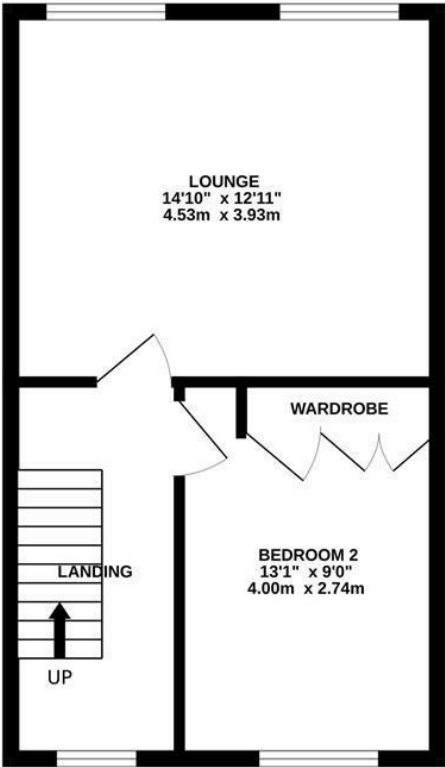 LOUNGE
14'10" x 12'11"
4.53m x 3.93m
WARDROBE
BEDROOM 2
13'1" x 9'0"
4.00m x 2.74m
LANDING
UP